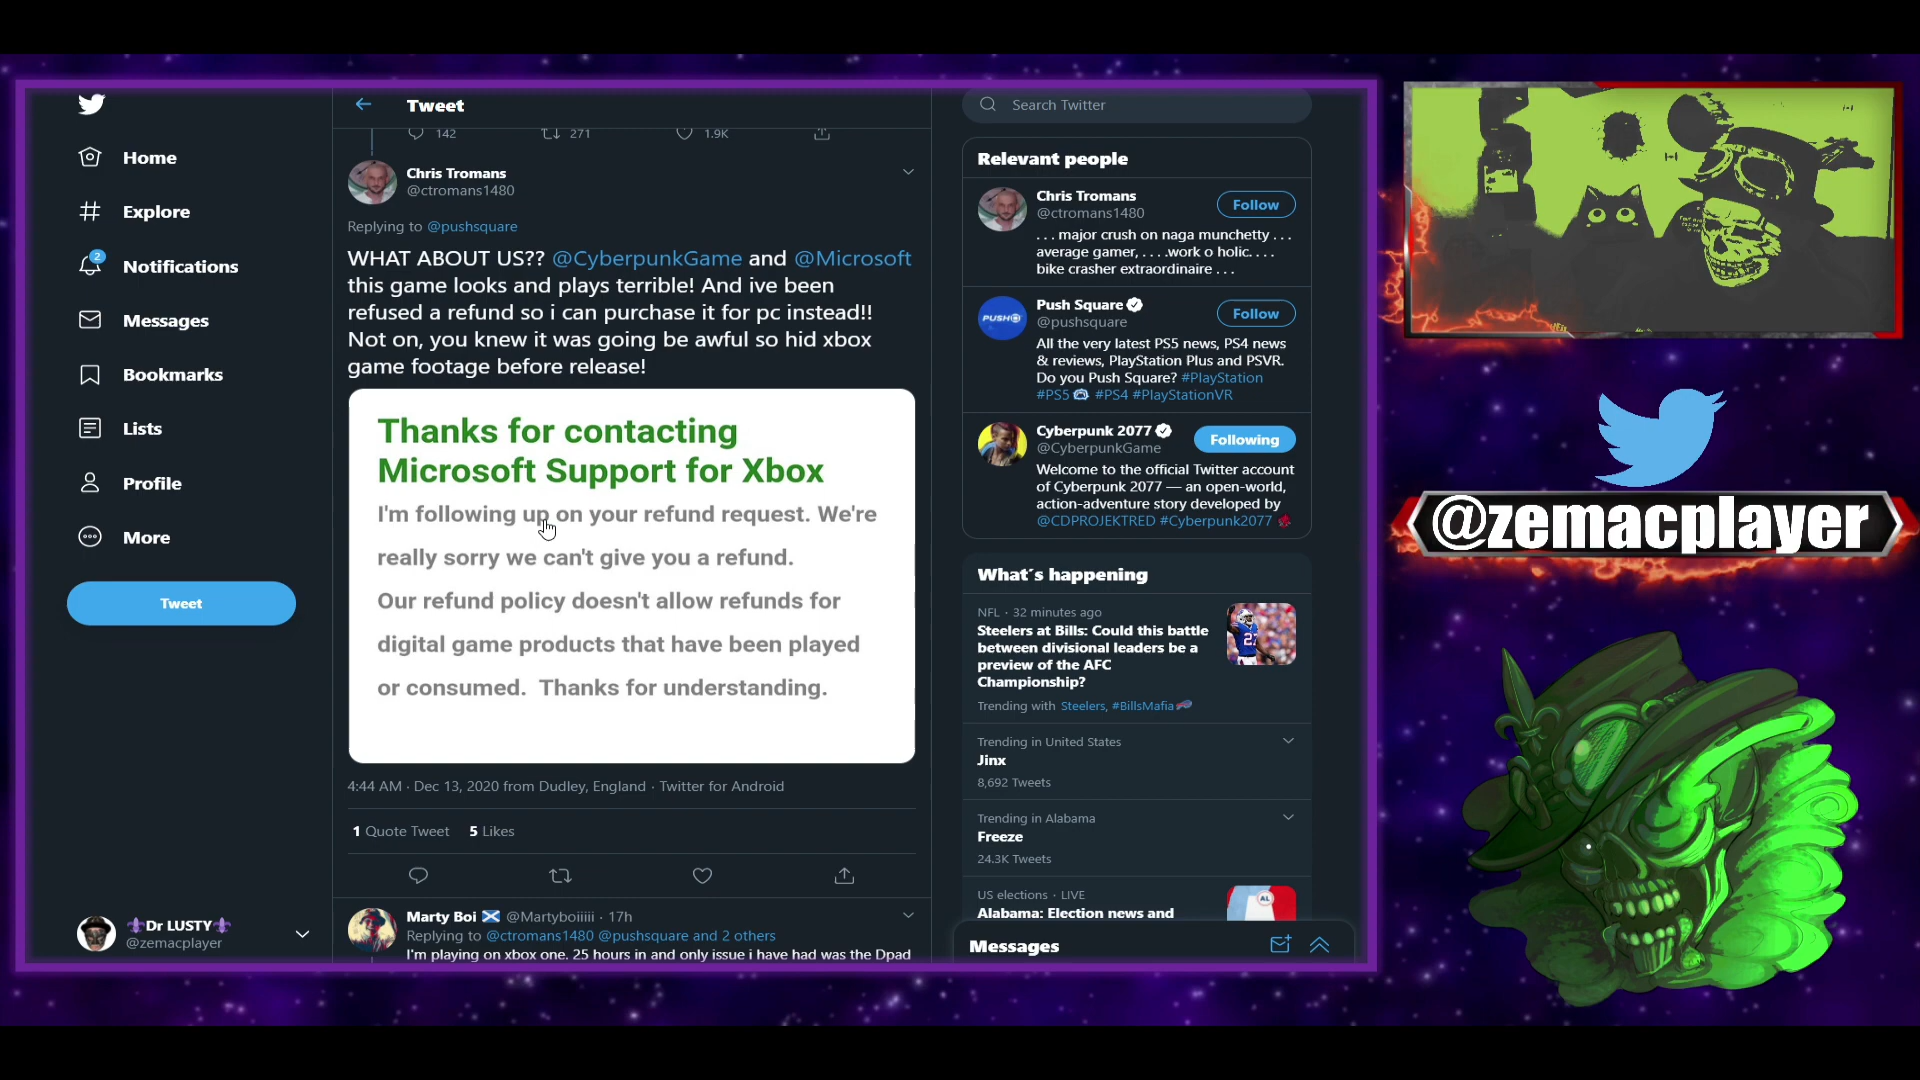 Tweet
Search Twitter
142 271 1.9K
Home
Explore
2
Notifications
Messages
Bookmarks
Lists
Profile
More
Tweet
⚜Dr LUSTY⚜
@zemacplayer
Chris Tromans
@ctromans1480
Replying to @pushsquare
WHAT ABOUT US?? @CyberpunkGame and @Microsoft
this game looks and plays terrible! And ive been
refused a refund so i can purchase it for pc instead!!
Not on, you knew it was going be awful so hid xbox
game footage before release!
Thanks for contacting
Microsoft Support for Xbox
I'm following up on your refund request. We're
really sorry we can't give you a refund.
Our refund policy doesn't allow refunds for
digital game products that have been played
or consumed. Thanks for understanding.
4:44 AM · Dec 13, 2020 from Dudley, England · Twitter for Android
1 Quote Tweet 5 Likes
Marty Boi @Martyboiiiii · 17h
Replying to @ctromans1480 @pushsquare and 2 others
I'm playing on xbox one. 25 hours in and only issue i have had was the Dpad
Relevant people
Chris Tromans
@ctromans1480
Follow
. . . major crush on naga munchetty . . .
average gamer, . . . .work o holic. . . .
bike crasher extraordinaire . . .
PUSH
Push Square
@pushsquare
Follow
All the very latest PS5 news, PS4 news
& reviews, PlayStation Plus and PSVR.
Do you Push Square? #PlayStation
#PS5 #PS4 #PlayStationVR
Cyberpunk 2077
@CyberpunkGame
Following
Welcome to the official Twitter account
of Cyberpunk 2077 — an open-world,
action-adventure story developed by
@CDPROJEKTRED #Cyberpunk2077
What´s happening
NFL · 32 minutes ago
Steelers at Bills: Could this battle
between divisional leaders be a
preview of the AFC
Championship?
Trending with Steelers, #BillsMafia
Trending in United States
Jinx
8,692 Tweets
Trending in Alabama
Freeze
24.3K Tweets
US elections · LIVE
Alabama: Election news and
AL
Messages
@zemacplayer